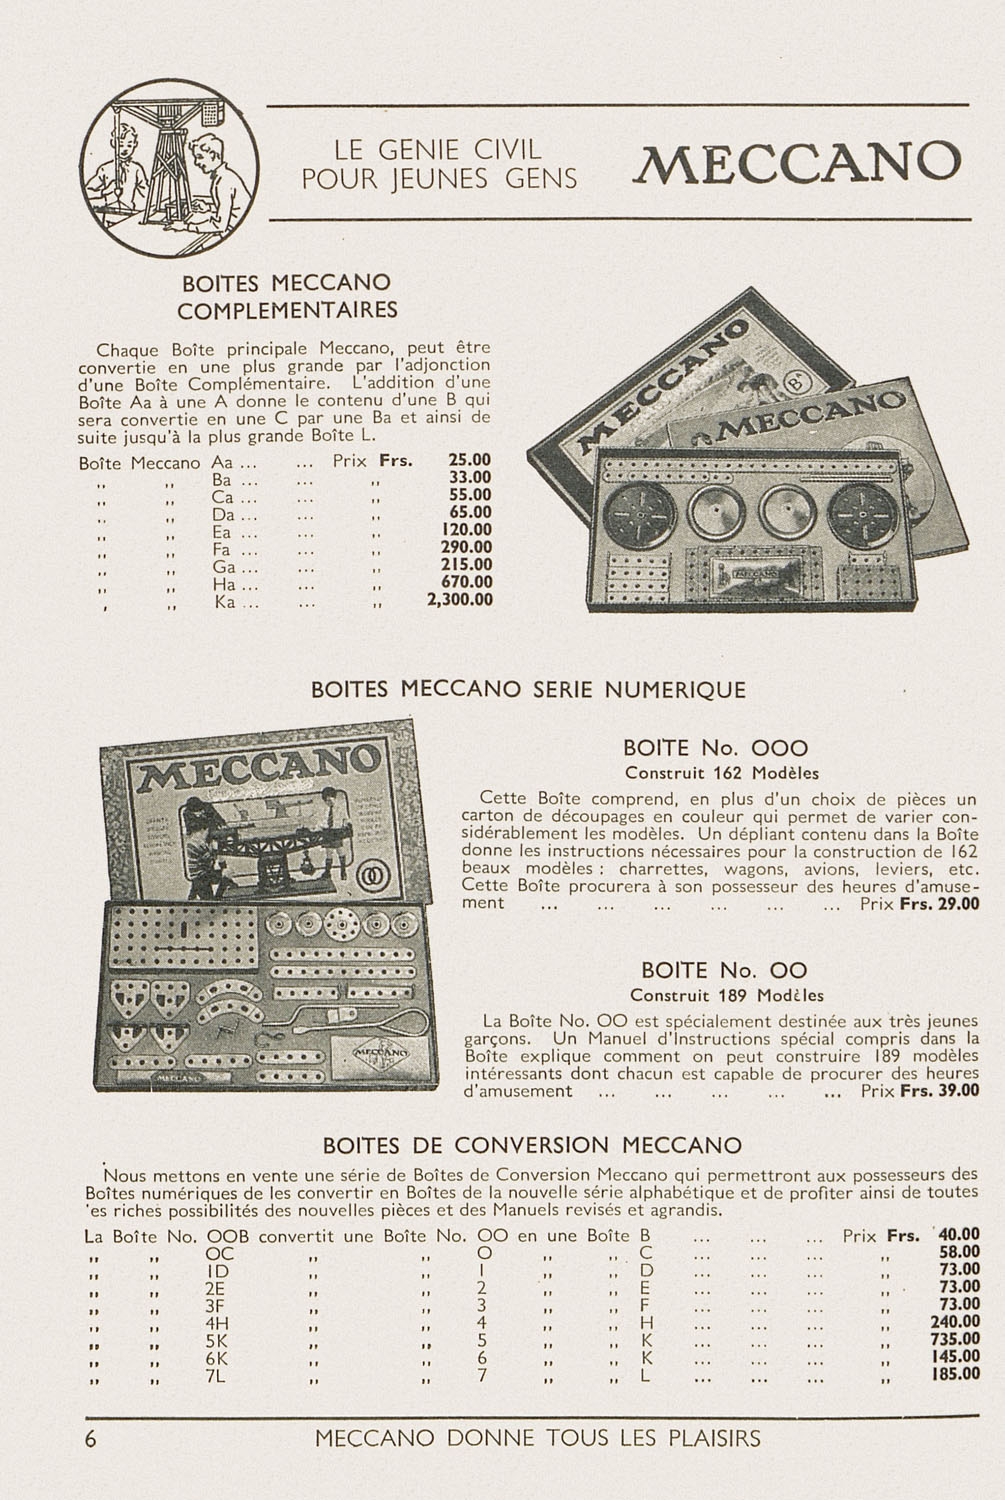 LE GENIE CIVIL
POUR JEUNES GENS
MECCANO
BOITES MECCANO
COMPLEMENTAIRES
Chaque Boîte principale Meccano, peut être
convertie en une plus grande par l'adjonction
d'une Boîte Complémentaire. L'addition d'une
Boîte Aa à une A donne le contenu d'une B qui
sera convertie en une C par une Ba et ainsi de
suite jusqu'à la plus grande Boîte L.
Boîte Meccano Aa ... ... Prix Frs. 25.00
,, ,, Ba ... ... ,, 33.00
,, ,, Ca ... ... ,, 55.00
,, ,, Da ... ... ,, 65.00
,, ,, Ea ... ... ,, 120.00
,, ,, Fa ... ... ,, 290.00
,, ,, Ga ... ... ,, 215.00
,, ,, Ha ... ... ,, 670.00
, ,, Ka ... ... ,, 2,300.00
MECCANO
MECCANO
MECCANO
BOITES MECCANO SERIE NUMERIQUE
MECCANO
OO
MECCANO
MECCANO
BOITE No. OOO
Construit 162 Modèles
Cette Boîte comprend, en plus d'un choix de pièces un
carton de découpages en couleur qui permet de varier con-
sidérablement les modèles. Un dépliant contenu dans la Boîte
donne les instructions nécessaires pour la construction de 162
beaux modèles : charrettes, wagons, avions, leviers, etc.
Cette Boîte procurera à son possesseur des heures d'amuse-
ment ... ... ... ... ... ... Prix Frs. 29.00
BOITE No. OO
Construit 189 Modèles
La Boîte No. OO est spécialement destinée aux très jeunes
garçons. Un Manuel d'Instructions spécial compris dans la
Boîte explique comment on peut construire 189 modèles
intéressants dont chacun est capable de procurer des heures
d'amusement ... ... ... ... ... Prix Frs. 39.00
BOITES DE CONVERSION MECCANO
Nous mettons en vente une série de Boîtes de Conversion Meccano qui permettront aux possesseurs des
Boîtes numériques de les convertir en Boîtes de la nouvelle série alphabétique et de profiter ainsi de toutes
'es riches possibilités des nouvelles pièces et des Manuels revisés et agrandis.
La Boîte No. OOB convertit une Boîte No. OO en une Boîte B ... ... ... Prix Frs. 40.00
,, ,, OC ,, ,, O ,, ,, C ... ... ... ,, 58.00
,, ,, 1D ,, ,, 1 ,, ,, D ... ... ... ,, 73.00
,, ,, 2E ,, ,, 2 ,, ,, E ... ... ... ,, 73.00
,, ,, 3F ,, ,, 3 ,, ,, F ... ... ... ,, 73.00
,, ,, 4H ,, ,, 4 ,, ,, H ... ... ... ,, 240.00
,, ,, 5K ,, ,, 5 ,, ,, K ... ... ... ,, 735.00
,, ,, 6K ,, ,, 6 ,, ,, K ... ... ... ,, 145.00
,, ,, 7L ,, ,, 7 ,, ,, L ... ... ... ,, 185.00
6
MECCANO DONNE TOUS LES PLAISIRS